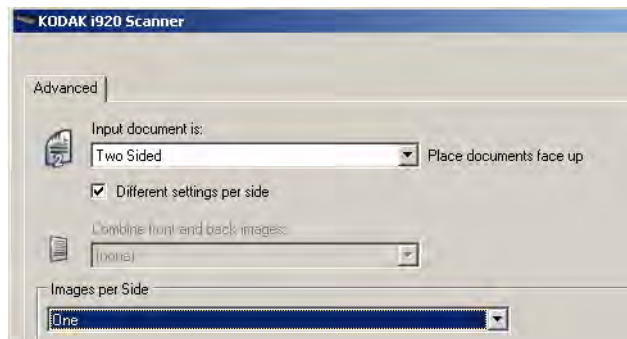 KODAK i920 Scanner
Advanced
Input document is:
Two Sided
Place documents face up
Different settings per side
Combine front and back images:
(none)
Images per Side
One